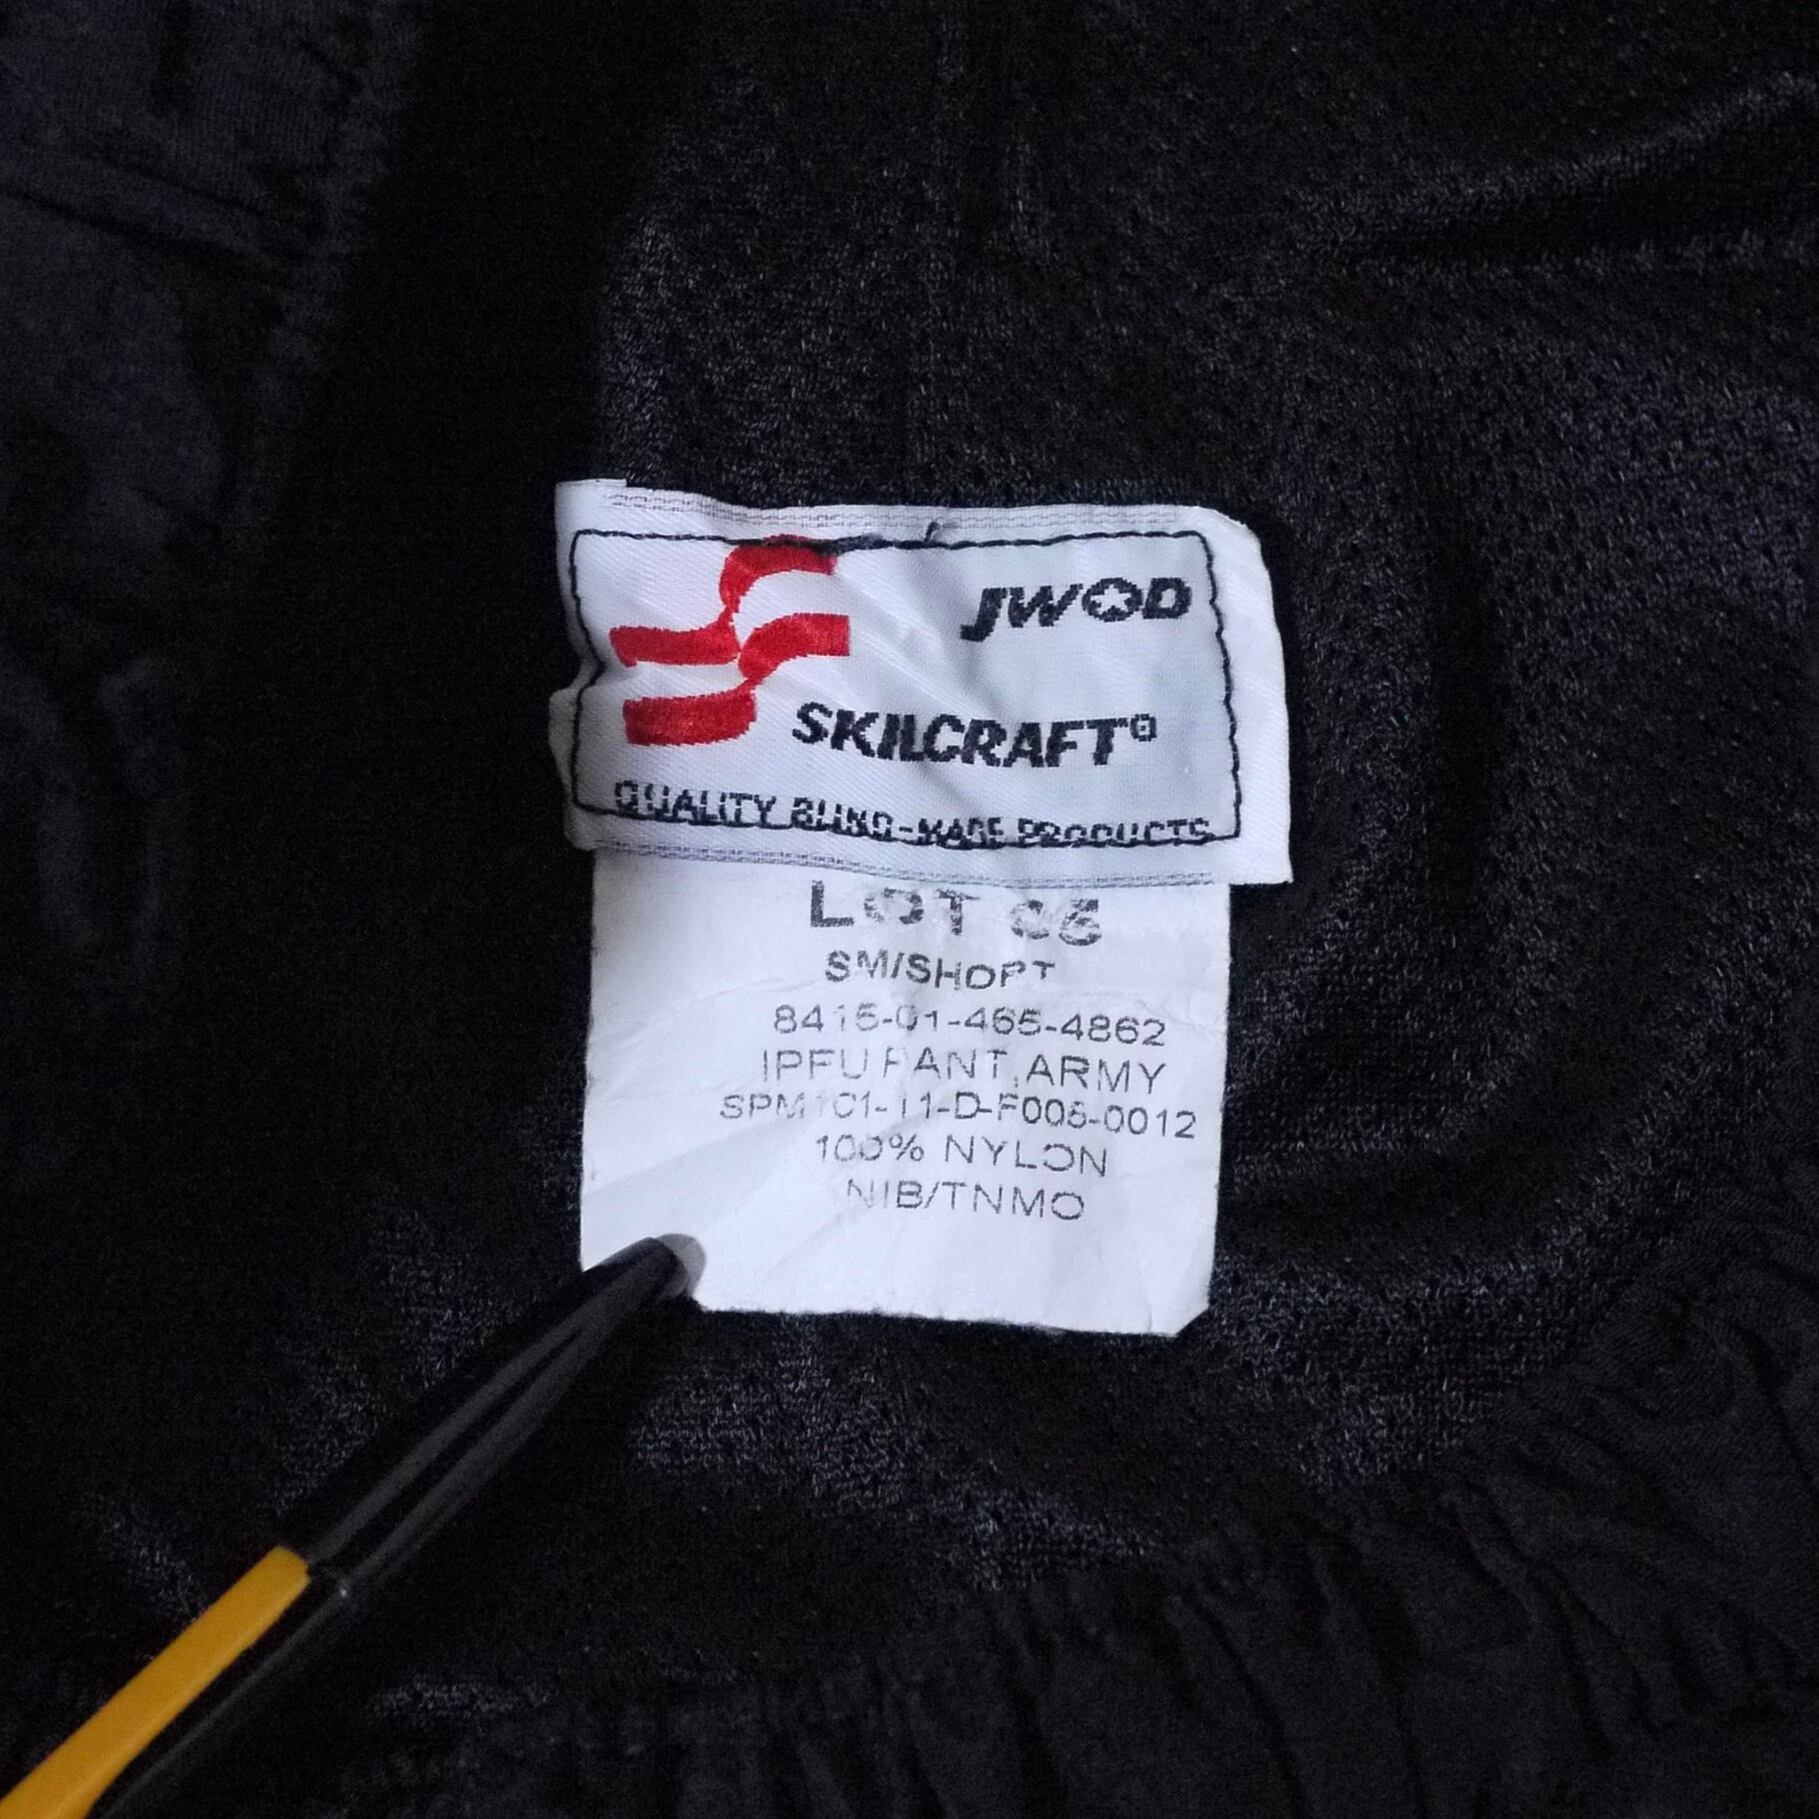 JWOD
SKILCRAFT®
QUALITY BLIND-MADE PRODUCTS
LOT 06
SM/SHORT
8415-01-465-4862
IPFU PANT, ARMY
SPM1C1-11-D-F005-0012
100% NYLON
NIB/TNMO